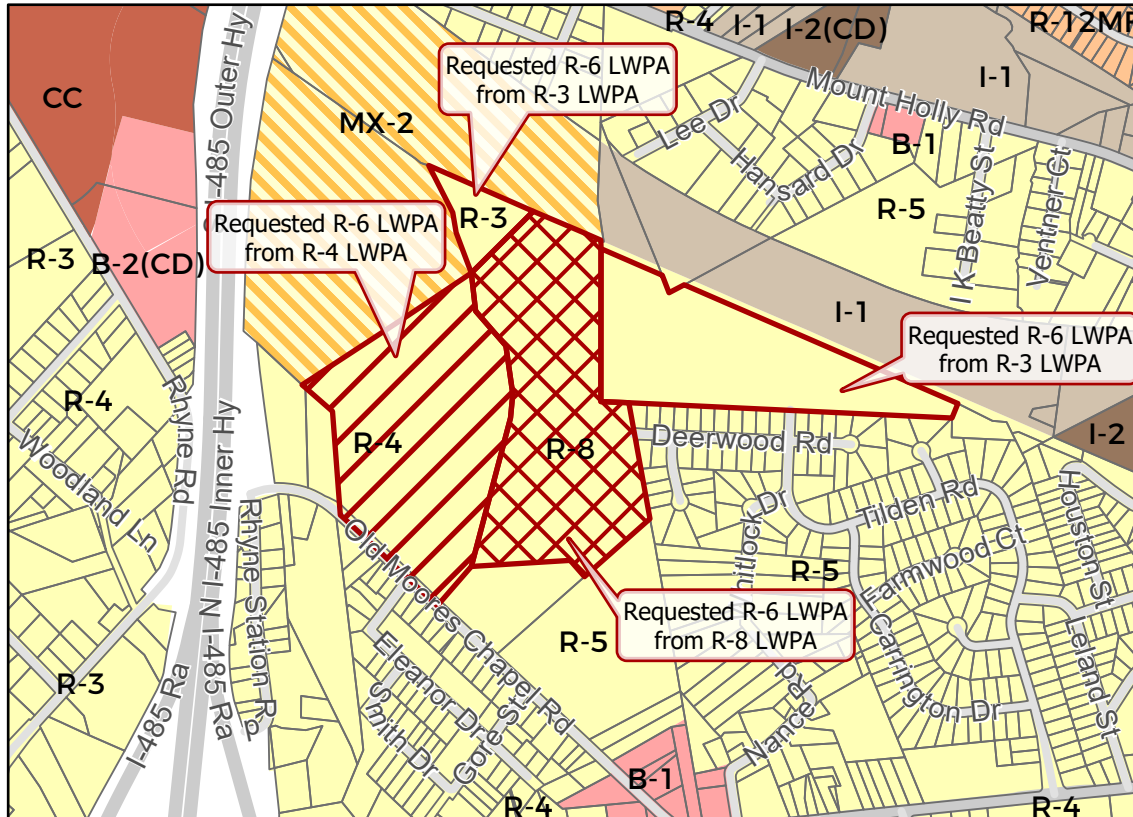 R-4
I-1
I-2(CD)
R-12MF
I-485 Outer Hy
CC
Requested R-6 LWPA
from R-3 LWPA
I-1
Mount Holly Rd
MX-2
Lee Dr
Hansard Dr
B-1
I K Beatty St
Ventner Ct
R-3
R-5
Requested R-6 LWPA
from R-4 LWPA
R-3
B-2(CD)
I-1
Requested R-6 LWPA
from R-3 LWPA
R-4
Rhyne Rd
Woodland Ln
N I-485 Inner Hy
R-4
R-8
Deerwood Rd
I-2
Tilden Rd
Houston St
Rhyne Station Rd
Old Moores Chapel Rd
R-5
Farmwood Ct
Requested R-6 LWPA
from R-8 LWPA
R-5
Carrington Dr
Leland St
R-3
I-485 Ra
I-485 Ra
Eleanor Dr
Smith Dr
Gore St
Nance Rd
B-1
R-4
R-4